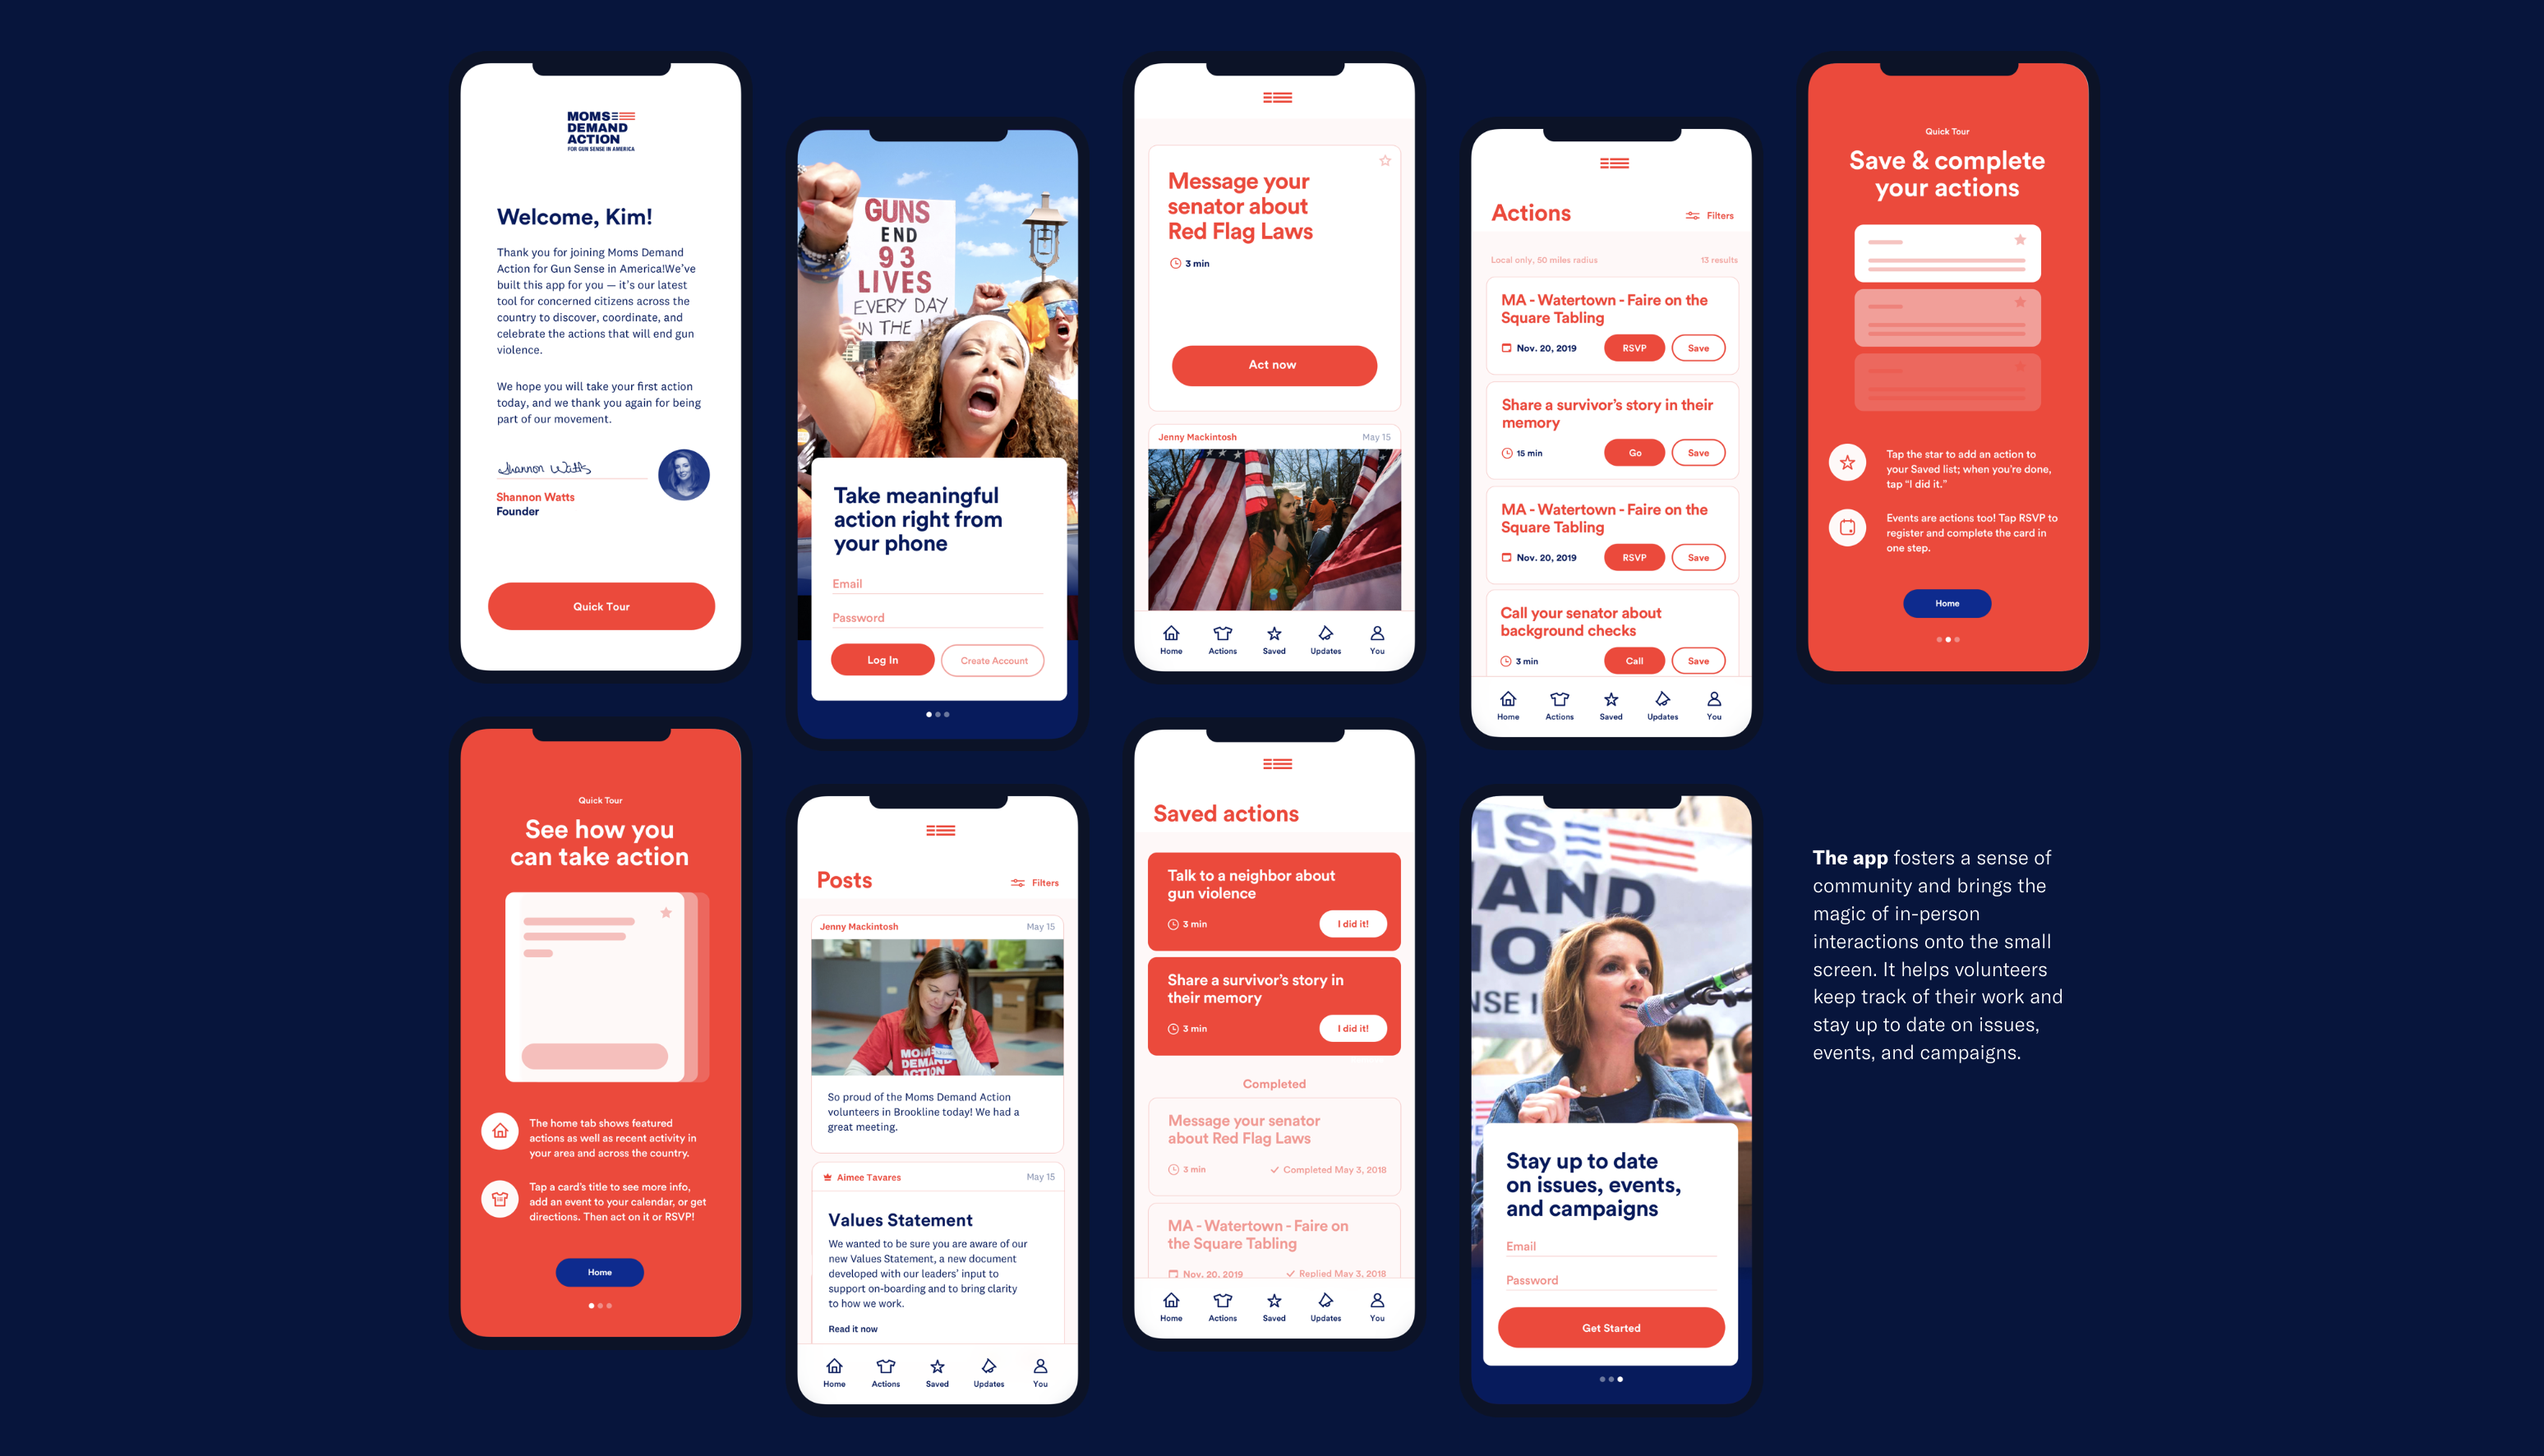 MOMS
DEMAND
ACTION
FOR GUN SENSE IN AMERICA
Welcome, Kim!
Thank you for joining Moms Demand
Action for Gun Sense in America!We've
built this app for you — it's our latest
tool for concerned citizens across the
country to discover, coordinate, and
celebrate the actions that will end gun
violence.
We hope you will take your first action
today, and we thank you again for being
part of our movement.
Shannon Watts
Shannon Watts
Founder
Quick Tour
GUNS
END
93
LIVES
EVERY DAY
IN THE
Take meaningful
action right from
your phone
Email
Password
Log In
Create Account
Message your
senator about
Red Flag Laws
3 min
Act now
Jenny Mackintosh
May 15
Home
Actions
Saved
Updates
You
Actions
Filters
Local only, 50 miles radius
13 results
MA - Watertown - Faire on the
Square Tabling
Nov. 20, 2019
RSVP
Save
Share a survivor's story in their
memory
15 min
Go
Save
MA - Watertown - Faire on the
Square Tabling
Nov. 20, 2019
RSVP
Save
Call your senator about
background checks
3 min
Call
Save
Home
Actions
Saved
Updates
You
Quick Tour
Save & complete
your actions
Tap the star to add an action to
your Saved list; when you're done,
tap "I did it."
Events are actions too! Tap RSVP to
register and complete the card in
one step.
Home
Quick Tour
See how you
can take action
The home tab shows featured
actions as well as recent activity in
your area and across the country.
Tap a card's title to see more info,
add an event to your calendar, or get
directions. Then act on it or RSVP!
Home
Posts
Filters
Jenny Mackintosh
May 15
MOMS
DEMAND
ACTION
So proud of the Moms Demand Action
volunteers in Brookline today! We had a
great meeting.
Aimee Tavares
May 15
Values Statement
We wanted to be sure you are aware of our
new Values Statement, a new document
developed with our leaders' input to
support on-boarding and to bring clarity
to how we work.
Read it now
Home
Actions
Saved
Updates
You
Saved actions
Talk to a neighbor about
gun violence
3 min
I did it!
Share a survivor's story in
their memory
3 min
I did it!
Completed
Message your senator
about Red Flag Laws
3 min
Completed May 3, 2018
MA - Watertown - Faire on
the Square Tabling
Nov. 20, 2019
Replied May 3, 2018
Home
Actions
Saved
Updates
You
MS
AND
IO
NSE I
Stay up to date
on issues, events,
and campaigns
Email
Password
Get Started
The app fosters a sense of
community and brings the
magic of in-person
interactions onto the small
screen. It helps volunteers
keep track of their work and
stay up to date on issues,
events, and campaigns.